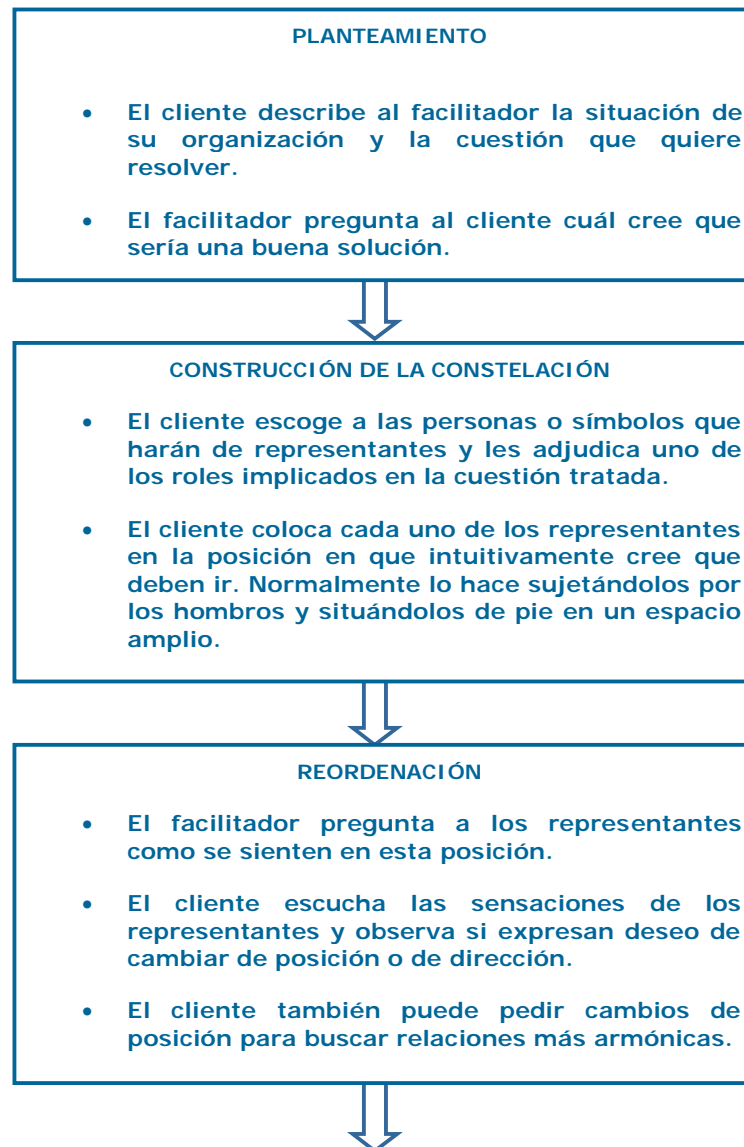 PLANTEAMIENTO
• El cliente describe al facilitador la situación de
su organización y la cuestión que quiere
resolver.
• El facilitador pregunta al cliente cuál cree que
sería una buena solución.
CONSTRUCCIÓN DE LA CONSTELACIÓN
• El cliente escoge a las personas o símbolos que
harán de representantes y les adjudica uno de
los roles implicados en la cuestión tratada.
• El cliente coloca cada uno de los representantes
en la posición en que intuitivamente cree que
deben ir. Normalmente lo hace sujetándolos por
los hombros y situándolos de pie en un espacio
amplio.
REORDENACIÓN
• El facilitador pregunta a los representantes
como se sienten en esta posición.
• El cliente escucha las sensaciones de los
representantes y observa si expresan deseo de
cambiar de posición o de dirección.
• El cliente también puede pedir cambios de
posición para buscar relaciones más armónicas.